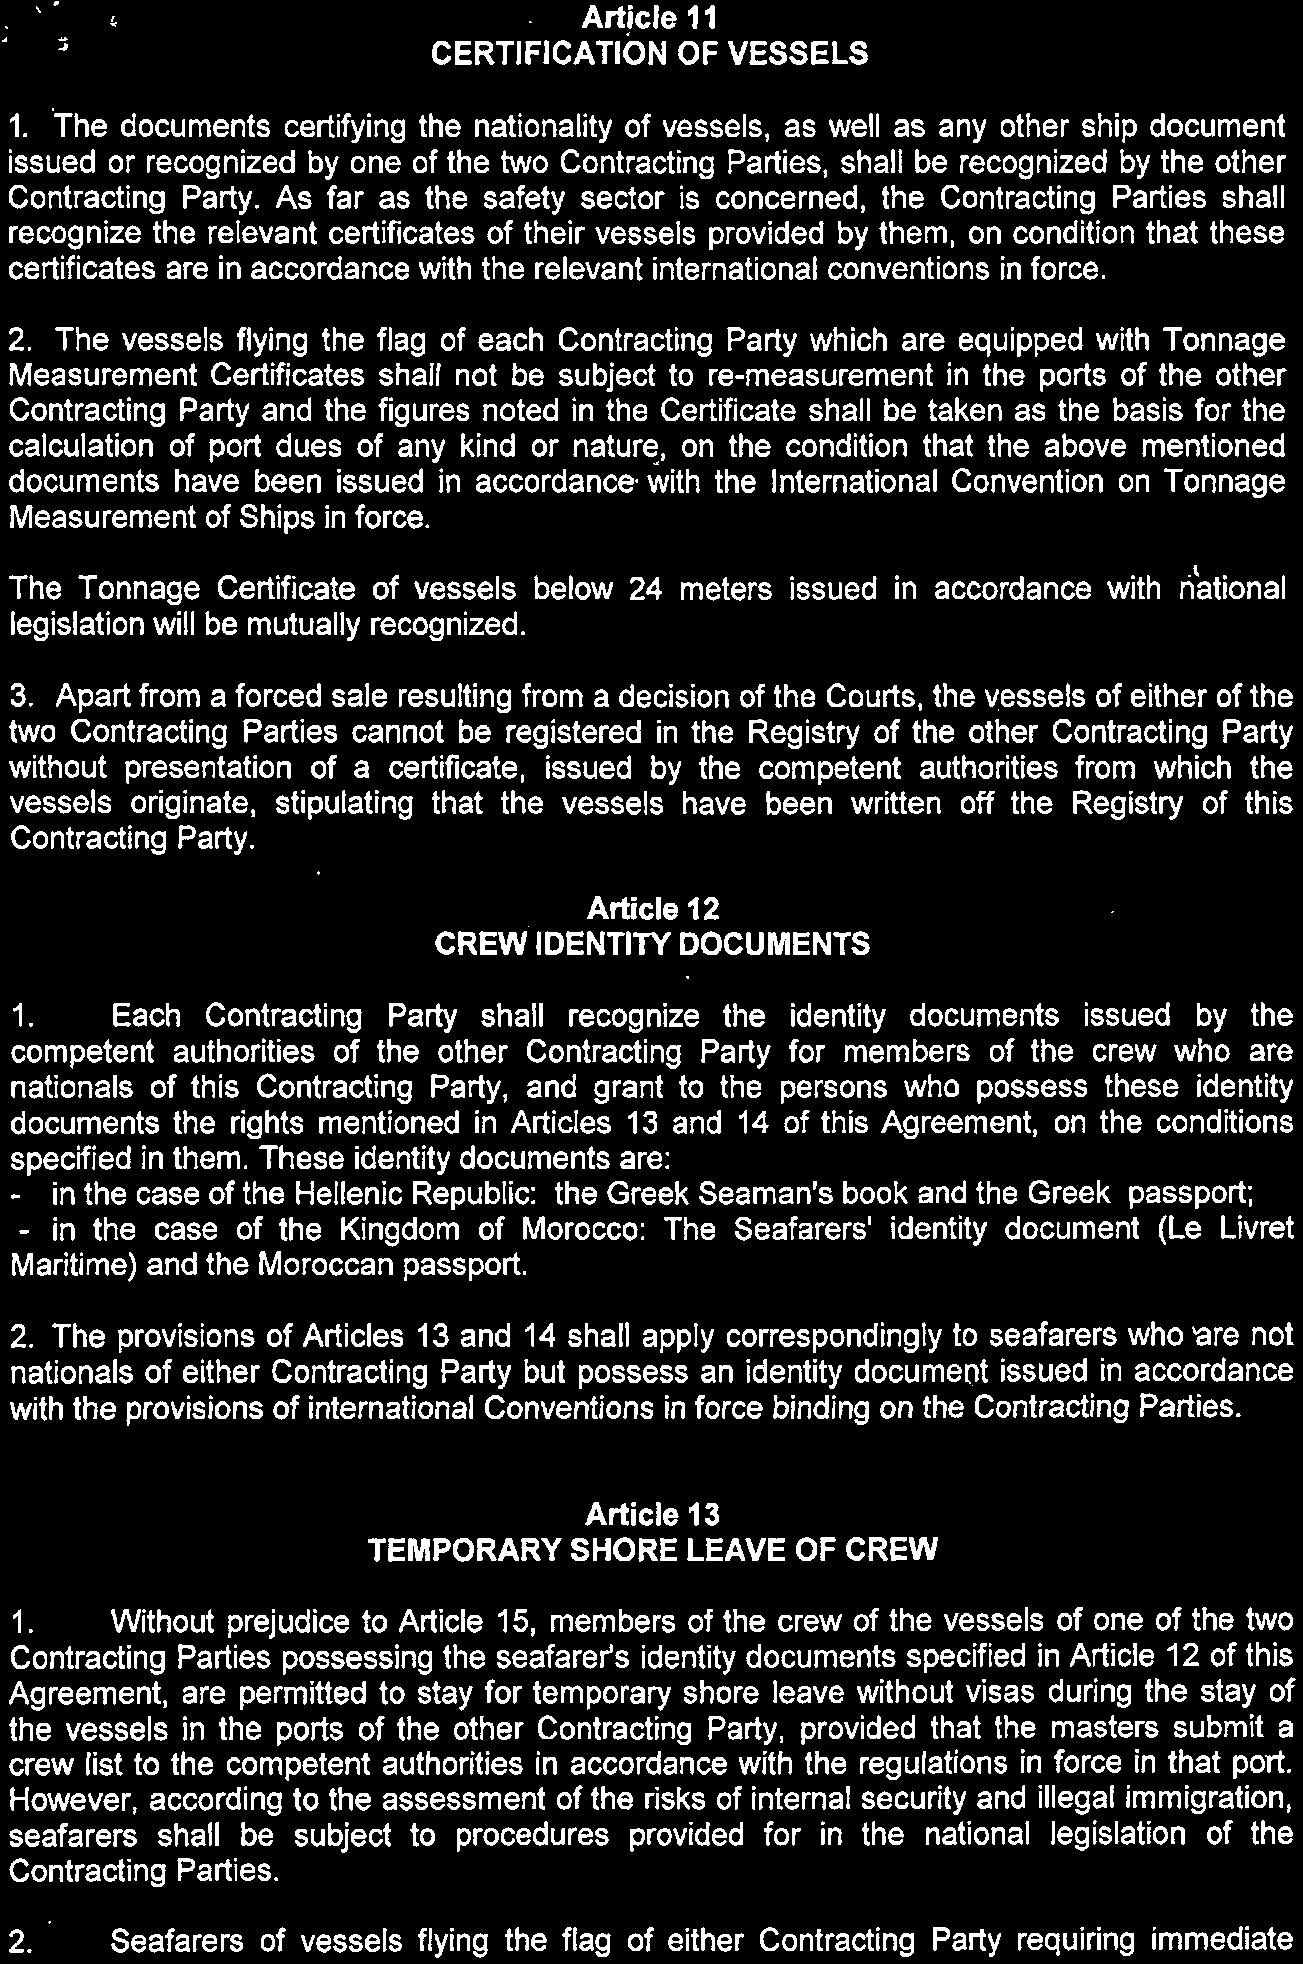 Article 11
CERTIFICATION OF VESSELS
1. The documents certifying the nationality of vessels, as well as any other ship document
issued or recognized by one of the two Contracting Parties, shall be recognized by the other
Contracting Party. As far as the safety sector is concerned, the Contracting Parties shall
recognize the relevant certificates of their vessels provided by them, on condition that these
certificates are in accordance with the relevant international conventions in force.
2. The vessels flying the flag of each Contracting Party which are equipped with Tonnage
Measurement Certificates shall not be subject to re-measurement in the ports of the other
Contracting Party and the figures noted in the Certificate shall be taken as the basis for the
calculation of port dues of any kind or nature, on the condition that the above mentioned
documents have been issued in accordance with the International Convention on Tonnage
Measurement of Ships in force.
The Tonnage Certificate of vessels below 24 meters issued in accordance with national
legislation will be mutually recognized.
3. Apart from a forced sale resulting from a decision of the Courts, the vessels of either of the
two Contracting Parties cannot be registered in the Registry of the other Contracting Party
without presentation of a certificate, issued by the competent authorities from which the
vessels originate, stipulating that the vessels have been written off the Registry of this
Contracting Party.
Article 12
CREW IDENTITY DOCUMENTS
1. Each Contracting Party shall recognize the identity documents issued by the
competent authorities of the other Contracting Party for members of the crew who are
nationals of this Contracting Party, and grant to the persons who possess these identity
documents the rights mentioned in Articles 13 and 14 of this Agreement, on the conditions
specified in them. These identity documents are:
- in the case of the Hellenic Republic: the Greek Seaman's book and the Greek passport;
- in the case of the Kingdom of Morocco: The Seafarers' identity document (Le Livret
Maritime) and the Moroccan passport.
2. The provisions of Articles 13 and 14 shall apply correspondingly to seafarers who are not
nationals of either Contracting Party but possess an identity document issued in accordance
with the provisions of international Conventions in force binding on the Contracting Parties.
Article 13
TEMPORARY SHORE LEAVE OF CREW
1. Without prejudice to Article 15, members of the crew of the vessels of one of the two
Contracting Parties possessing the seafarer's identity documents specified in Article 12 of this
Agreement, are permitted to stay for temporary shore leave without visas during the stay of
the vessels in the ports of the other Contracting Party, provided that the masters submit a
crew list to the competent authorities in accordance with the regulations in force in that port.
However, according to the assessment of the risks of internal security and illegal immigration,
seafarers shall be subject to procedures provided for in the national legislation of the
Contracting Parties.
2. Seafarers of vessels flying the flag of either Contracting Party requiring immediate